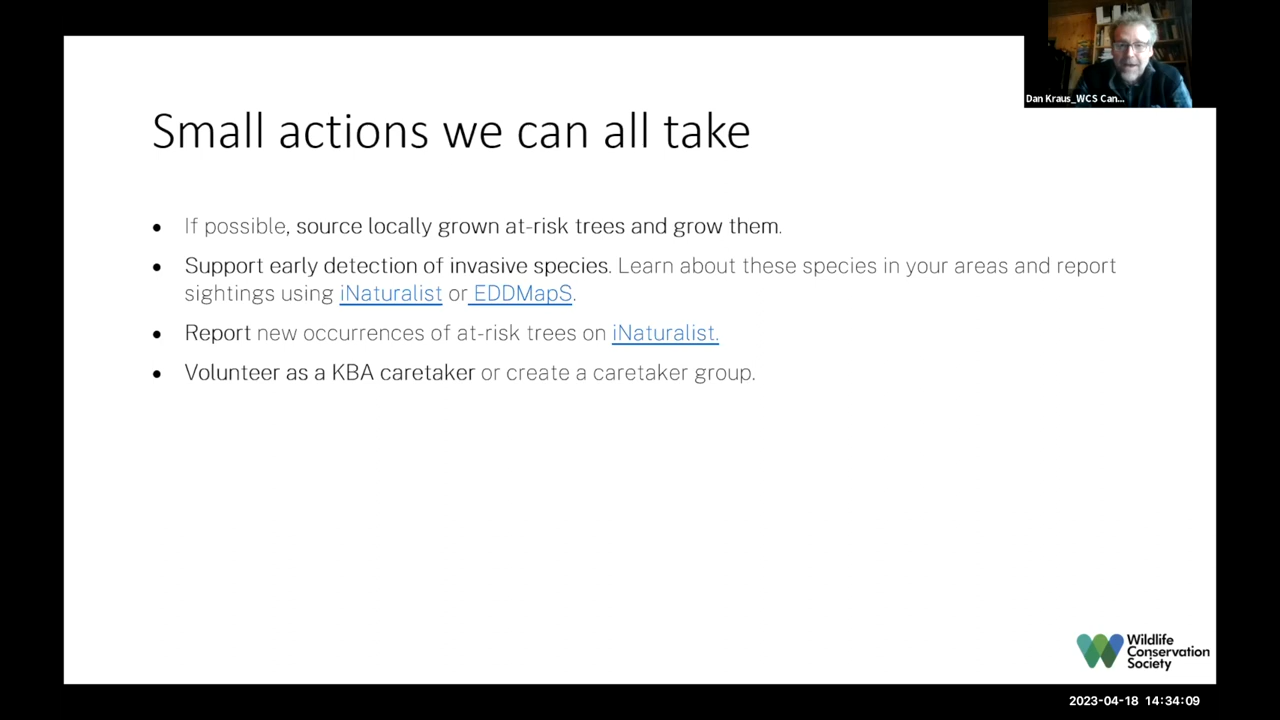 Dan Kraus_WCS Can...
Small actions we can all take
• If possible, source locally grown at-risk trees and grow them.
• Support early detection of invasive species. Learn about these species in your areas and report
sightings using iNaturalist or EDDMapS.
• Report new occurrences of at-risk trees on iNaturalist.
• Volunteer as a KBA caretaker or create a caretaker group.
Wildlife
Conservation
Society
2023-04-18 14:34:09